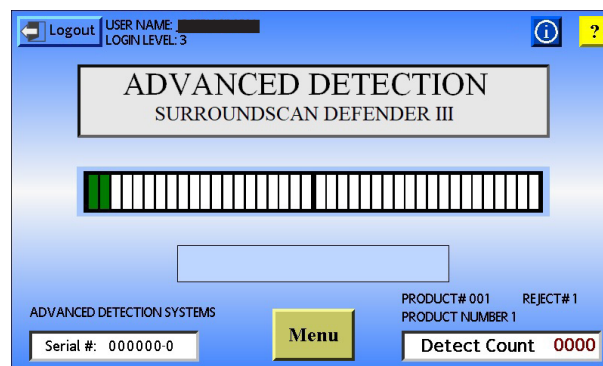 Logout
USER NAME:
LOGIN LEVEL: 3
i
?
ADVANCED DETECTION
SURROUNDSCAN DEFENDER III
PRODUCT# 001 REJECT# 1
ADVANCED DETECTION SYSTEMS
PRODUCT NUMBER 1
Serial #: 000000-0
Menu
Detect Count 0000